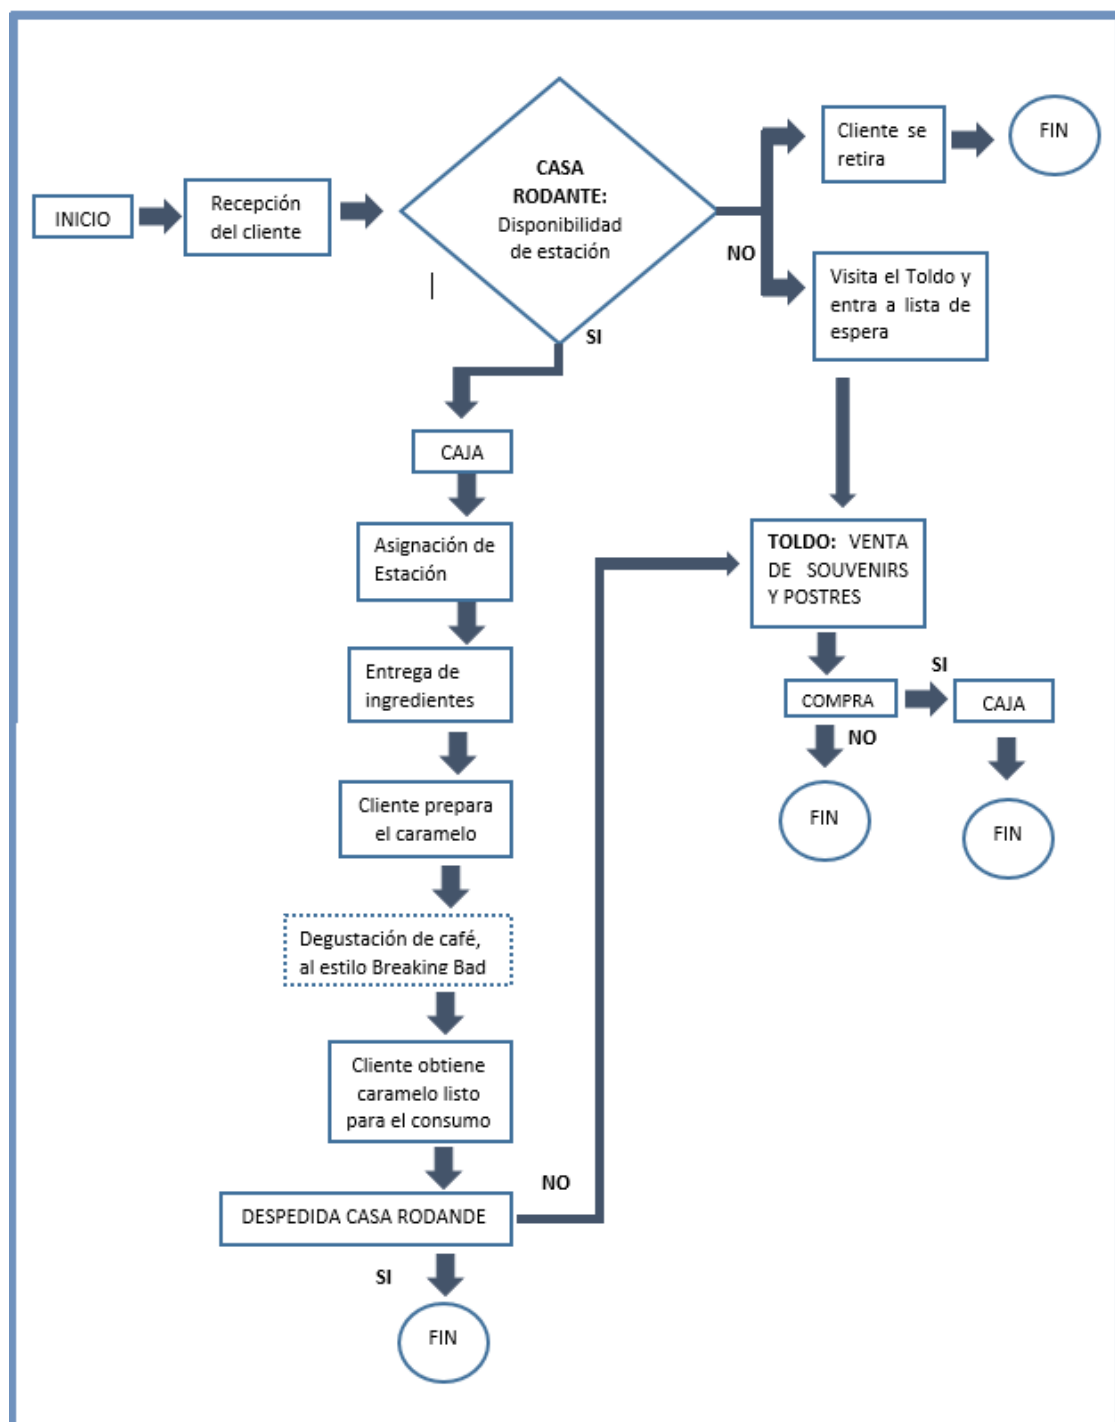 INICIO
Recepción
del cliente
CASA
RODANTE:
Disponibilidad
de estación
NO
Cliente se
retira
FIN
Visita el Toldo y
entra a lista de
espera
SI
CAJA
Asignación de
Estación
Entrega de
ingredientes
Cliente prepara
el caramelo
Degustación de café,
al estilo Breaking Bad
Cliente obtiene
caramelo listo
para el consumo
DESPEDIDA CASA RODANDE
NO
SI
FIN
TOLDO: VENTA
DE SOUVENIRS
Y POSTRES
COMPRA
SI
CAJA
NO
FIN
FIN